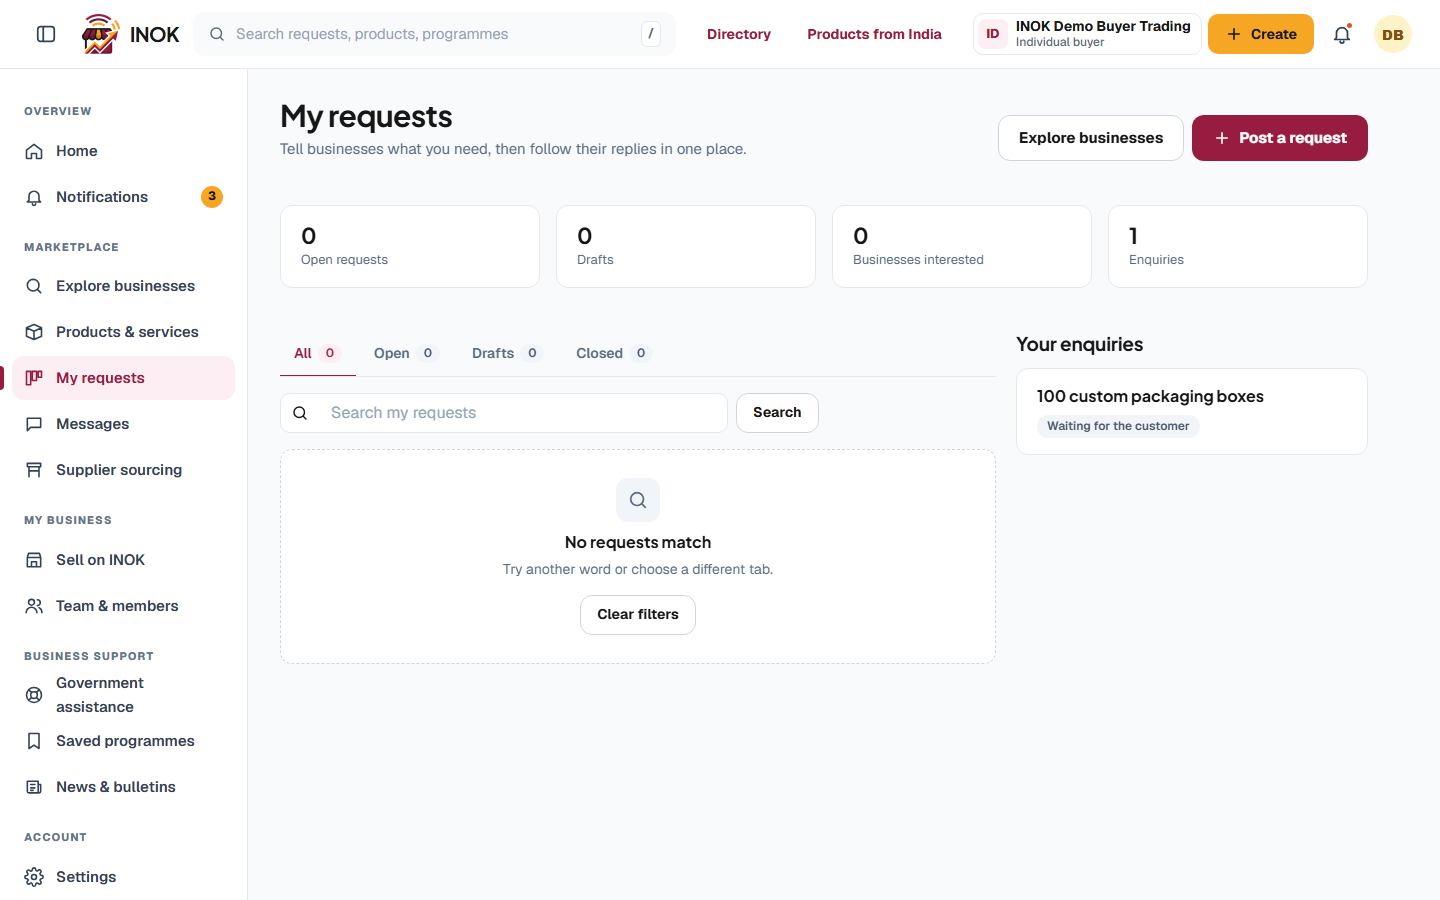 INOK
Search requests, products, programmes
/
Directory
Products from India
ID
INOK Demo Buyer Trading
Individual buyer
Create
DB
OVERVIEW
Home
Notifications
3
MARKETPLACE
Explore businesses
Products & services
My requests
Messages
Supplier sourcing
MY BUSINESS
Sell on INOK
Team & members
BUSINESS SUPPORT
Government
assistance
Saved programmes
News & bulletins
ACCOUNT
Settings
My requests
Tell businesses what you need, then follow their replies in one place.
Explore businesses
Post a request
0
Open requests
0
Drafts
0
Businesses interested
1
Enquiries
All 0
Open 0
Drafts 0
Closed 0
Search my requests
Search
No requests match
Try another word or choose a different tab.
Clear filters
Your enquiries
100 custom packaging boxes
Waiting for the customer